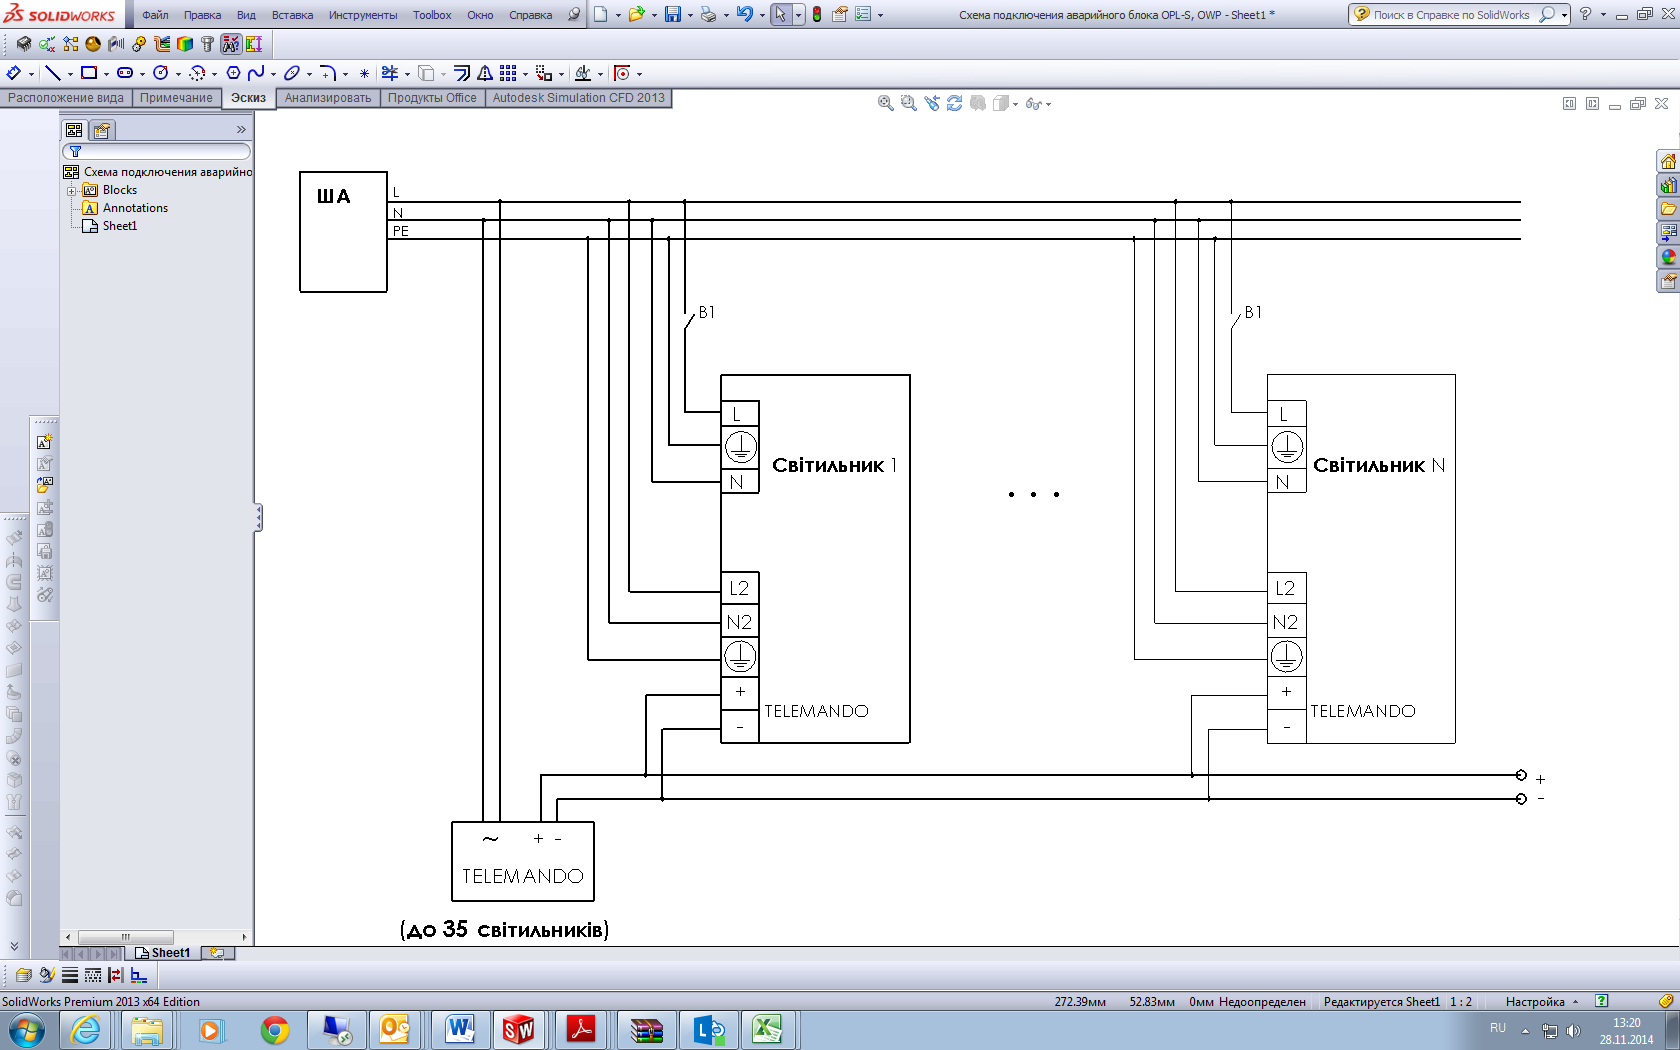 SOLIDWORKS
Файл Правка Вид Вставка Инструменты Toolbox Окно Справка
Схема подключения аварийного блока OPL-S, OWP - Sheet1 *
Поиск в Справке по SolidWorks
Расположение вида Примечание Эскиз Анализировать Продукты Office Autodesk Simulation CFD 2013
Схема подключения аварийно
Blocks
Annotations
Sheet1
ША
L
N
PE
B1
B1
L
N
Світильник 1
L2
N2
+
-
TELEMANDO
. . .
L
N
Світильник N
L2
N2
+
-
TELEMANDO
+
-
~ + -
TELEMANDO
(до 35 світильників)
Sheet1
SolidWorks Premium 2013 x64 Edition
272.39мм 52.83мм 0мм Недоопределен Редактируется Sheet1 1 : 2 Настройка
RU
13:20
28.11.2014